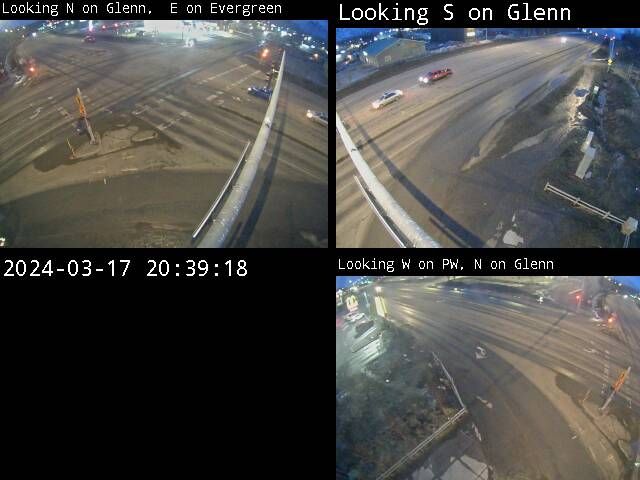 Looking N on Glenn,  E on Evergreen
Looking S on Glenn
2024-03-17 20:39:18
Looking W on PW, N on Glenn